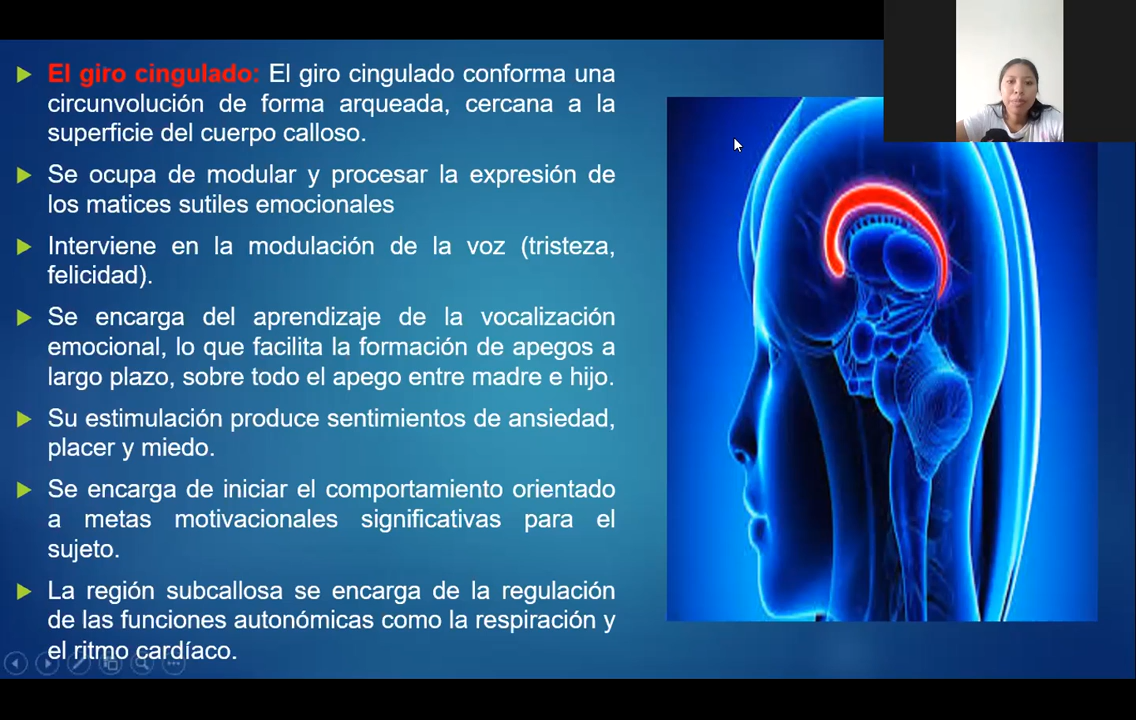 El giro cingulado: El giro cingulado conforma una
circunvolución de forma arqueada, cercana a la
superficie del cuerpo calloso.
Se ocupa de modular y procesar la expresión de
los matices sutiles emocionales
Interviene en la modulación de la voz (tristeza,
felicidad).
Se encarga del aprendizaje de la vocalización
emocional, lo que facilita la formación de apegos a
largo plazo, sobre todo el apego entre madre e hijo.
Su estimulación produce sentimientos de ansiedad,
placer y miedo.
Se encarga de iniciar el comportamiento orientado
a metas motivacionales significativas para el
sujeto.
La región subcallosa se encarga de la regulación
de las funciones autonómicas como la respiración y
el ritmo cardíaco.